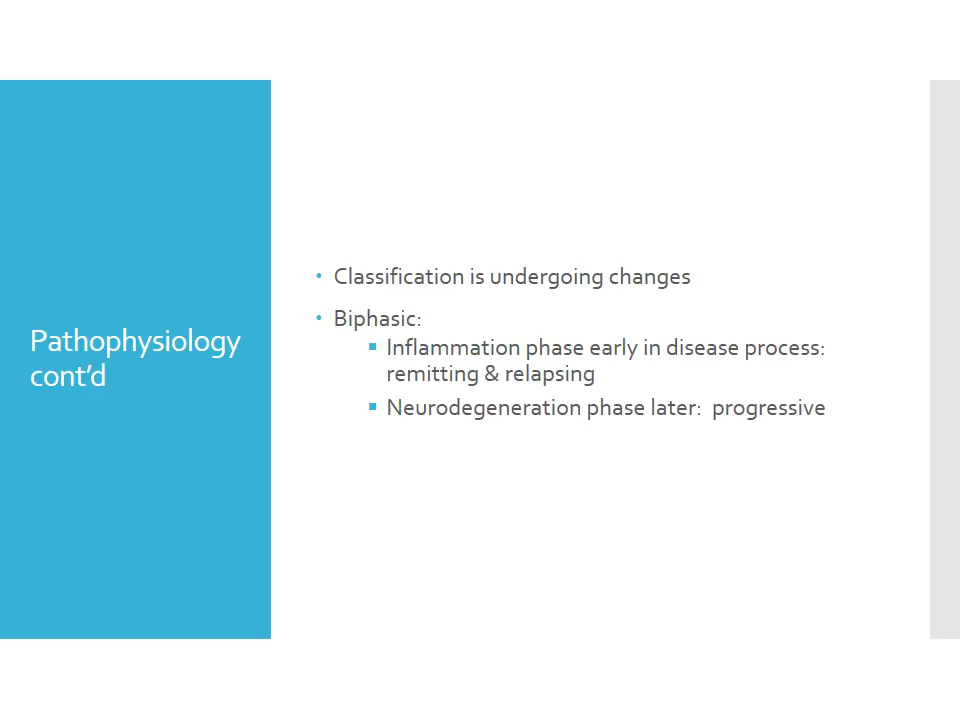 Pathophysiology
cont’d
• Classification is undergoing changes
• Biphasic:
▪ Inflammation phase early in disease process:
remitting & relapsing
▪ Neurodegeneration phase later:  progressive